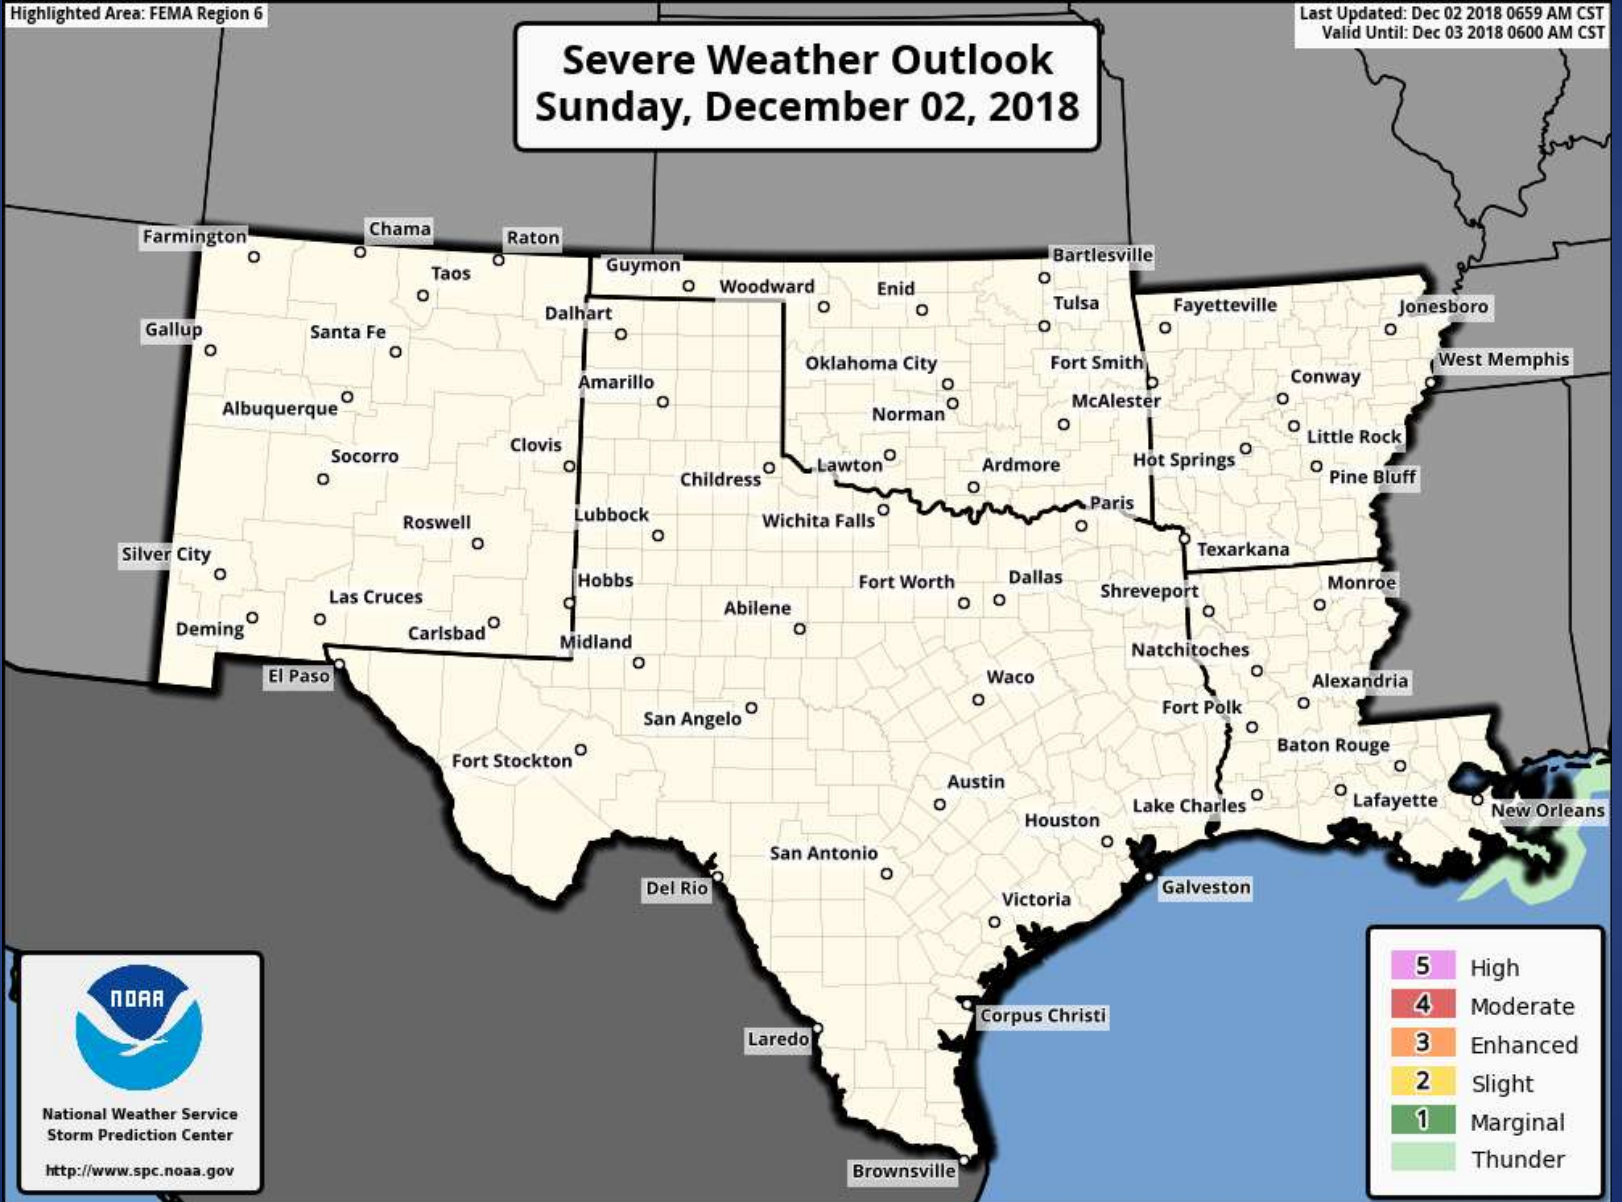 Highlighted Area: FEMA Region 6
Last Updated: Dec 02 2018 0659 AM CST
Valid Until: Dec 03 2018 0600 AM CST
Severe Weather Outlook
Sunday, December 02, 2018
Farmington
Chama
Raton
Taos
Guymon
Woodward
Enid
Bartlesville
Tulsa
Fayetteville
Jonesboro
Gallup
Santa Fe
Dalhart
Oklahoma City
Fort Smith
West Memphis
Albuquerque
Amarillo
Norman
McAlester
Conway
Little Rock
Socorro
Clovis
Childress
Lawton
Ardmore
Hot Springs
Pine Bluff
Roswell
Lubbock
Wichita Falls
Paris
Texarkana
Silver City
Hobbs
Fort Worth
Dallas
Shreveport
Monroe
Las Cruces
Deming
Carlsbad
Midland
Abilene
Natchitoches
El Paso
San Angelo
Waco
Fort Polk
Alexandria
Fort Stockton
Baton Rouge
Austin
Lake Charles
Lafayette
New Orleans
Houston
San Antonio
Del Rio
Galveston
Victoria
Corpus Christi
Laredo
Brownsville
NOAA
National Weather Service
Storm Prediction Center
http://www.spc.noaa.gov
5 High
4 Moderate
3 Enhanced
2 Slight
1 Marginal
Thunder